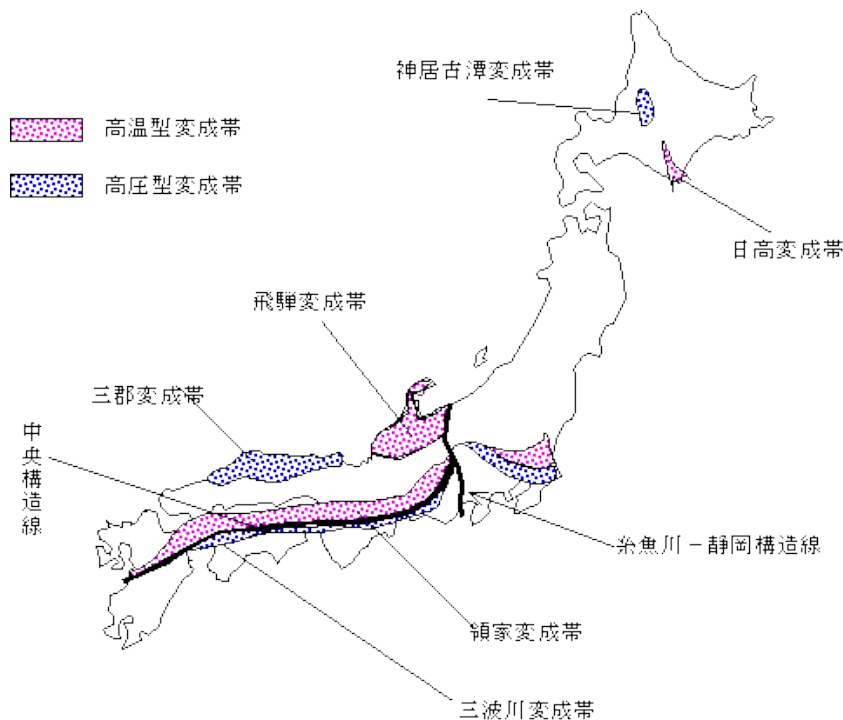 神居古潭変成帯
高温型変成帯
高圧型変成帯
日高変成帯
飛騨変成帯
三郡変成帯
中央構造線
糸魚川－静岡構造線
領家変成帯
三波川変成帯